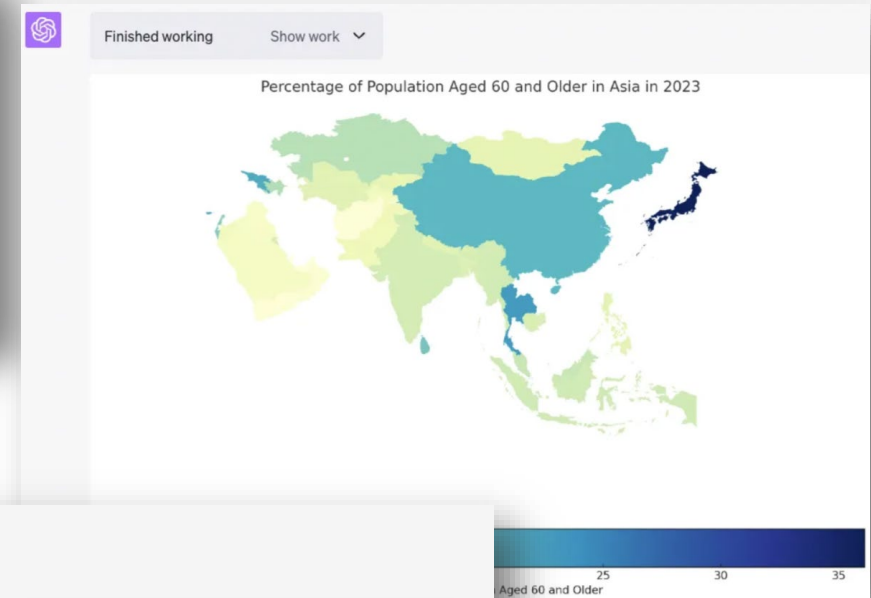 Finished working Show work
Percentage of Population Aged 60 and Older in Asia in 2023
25 30 35
Aged 60 and Older